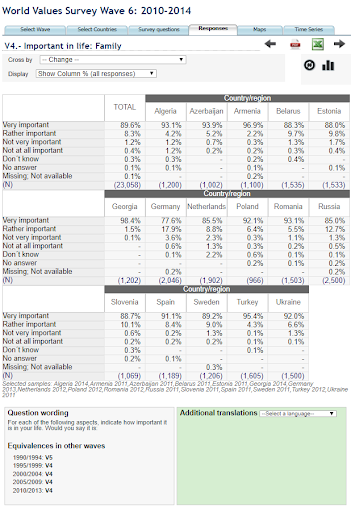 World Values Survey Wave 6: 2010-2014
Select Wave Select Countries Survey questions Responses Maps Time Series
V4.- Important in life: Family
Cross by -- Change --
Display Show Column % (all responses)
Country/region
TOTAL Algeria Azerbaijan Armenia Belarus Estonia
Very important 89.6% 93.1% 93.9% 96.9% 88.3% 88.0%
Rather important 8.3% 4.2% 5.2% 2.2% 9.7% 9.8%
Not very important 1.2% 1.2% 0.7% 0.3% 1.3% 1.7%
Not at all important 0.4% 1.2% 0.2% 0.2% 0.3% 0.4%
Don´t know 0.3% 0.3% - 0.2% 0.4% -
No answer 0.1% 0.1% - 0.1% - 0.1%
Missing; Not available 0.1% - - 0.2% - -
(N) (23,058) (1,200) (1,002) (1,100) (1,535) (1,533)
Country/region
Georgia Germany Netherlands Poland Romania Russia
Very important 98.4% 77.6% 85.5% 92.1% 93.1% 85.0%
Rather important 1.5% 17.9% 8.8% 6.4% 5.5% 12.7%
Not very important 0.1% 3.6% 2.3% 0.3% 1.1% 1.3%
Not at all important - 0.6% 1.3% 0.3% 0.2% 0.5%
Don´t know - 0.1% 2.2% 0.6% 0.1% 0.1%
No answer - - - 0.2% 0.1% 0.2%
Missing; Not available - 0.2% - - - 0.2%
(N) (1,202) (2,046) (1,902) (966) (1,503) (2,500)
Country/region
Slovenia Spain Sweden Turkey Ukraine
Very important 88.7% 91.1% 89.2% 95.4% 92.0%
Rather important 10.1% 8.4% 9.0% 4.3% 6.6%
Not very important 0.6% 0.2% 1.3% 0.1% 1.3%
Not at all important 0.2% 0.2% 0.2% 0.1% 0.1%
Don´t know 0.3% - - 0.1% -
No answer 0.2% 0.1% - - -
Missing; Not available - - 0.3% - -
(N) (1,069) (1,189) (1,206) (1,605) (1,500)
Selected samples: Algeria 2014,Armenia 2011,Azerbaijan 2011,Belarus 2011,Estonia 2011,Georgia 2014,Germany
2013,Netherlands 2012,Poland 2012,Romania 2012,Russia 2011,Slovenia 2011,Spain 2011,Sweden 2011,Turkey 2012,Ukraine
2011
Question wording
For each of the following aspects, indicate how important it
is in your life. Would you say it is:
Equivalences in other waves
1990/1994: V5
1995/1999: V4
2000/2004: V4
2005/2009: V4
2010/2013: V4
Additional translations --Select a language--